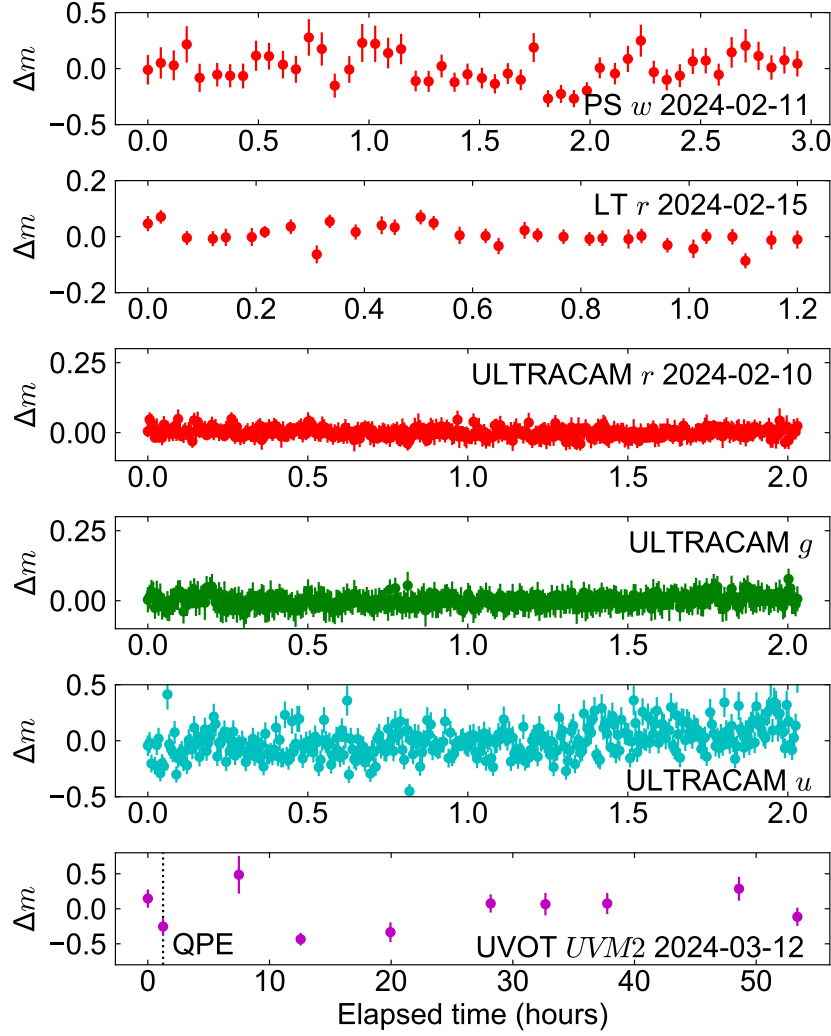 0.5
0.0
−0.5
Δm
PS w 2024-02-11
0.0 0.5 1.0 1.5 2.0 2.5 3.0
0.2
0.0
−0.2
Δm
LT r 2024-02-15
0.0 0.2 0.4 0.6 0.8 1.0 1.2
0.25
0.00
Δm
ULTRACAM r 2024-02-10
0.0 0.5 1.0 1.5 2.0
0.25
0.00
Δm
ULTRACAM g
0.0 0.5 1.0 1.5 2.0
0.5
0.0
−0.5
Δm
ULTRACAM u
0.0 0.5 1.0 1.5 2.0
0.5
0.0
−0.5
Δm
QPE
UVOT UVM2 2024-03-12
0 10 20 30 40 50
Elapsed time (hours)